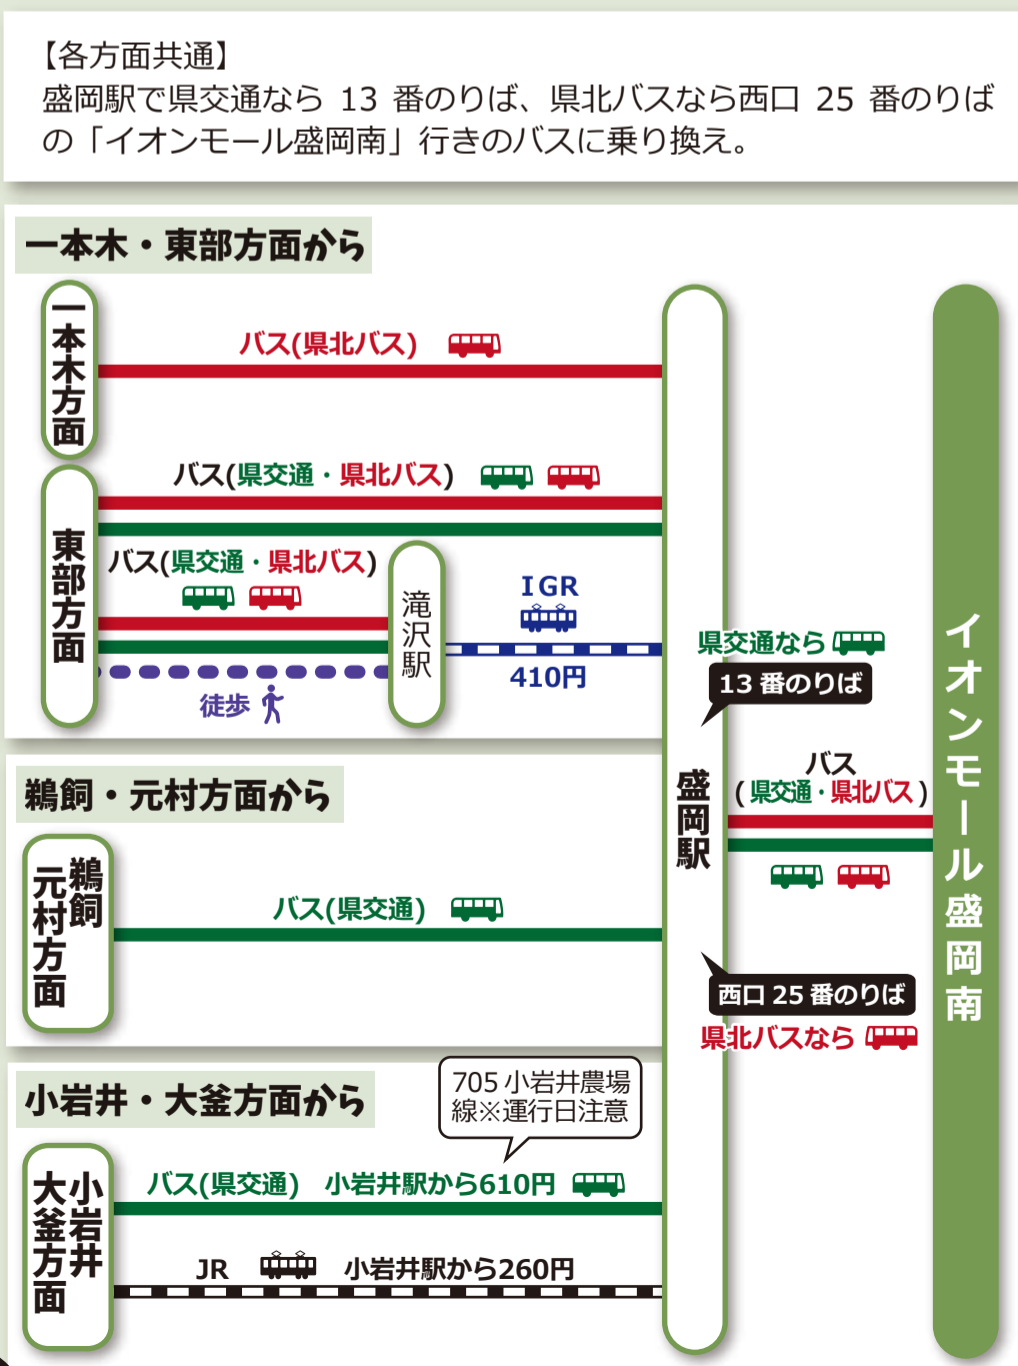 【各方面共通】
盛岡駅で県交通なら 13 番のりば、県北バスなら西口 25 番のりば
の「イオンモール盛岡南」行きのバスに乗り換え。
一本木・東部方面から
一本木方面
バス(県北バス)
東部方面
バス(県交通・県北バス)
バス(県交通・県北バス)
徒歩
滝沢駅
IGR
410円
鵜飼・元村方面から
鵜飼
元村方面
バス(県交通)
小岩井・大釜方面から
705 小岩井農場
線※運行日注意
小岩井
大釜方面
バス(県交通) 小岩井駅から610円
JR 小岩井駅から260円
盛岡駅
県交通なら
13 番のりば
バス
(県交通・県北バス)
西口 25 番のりば
県北バスなら
イオンモール盛岡南